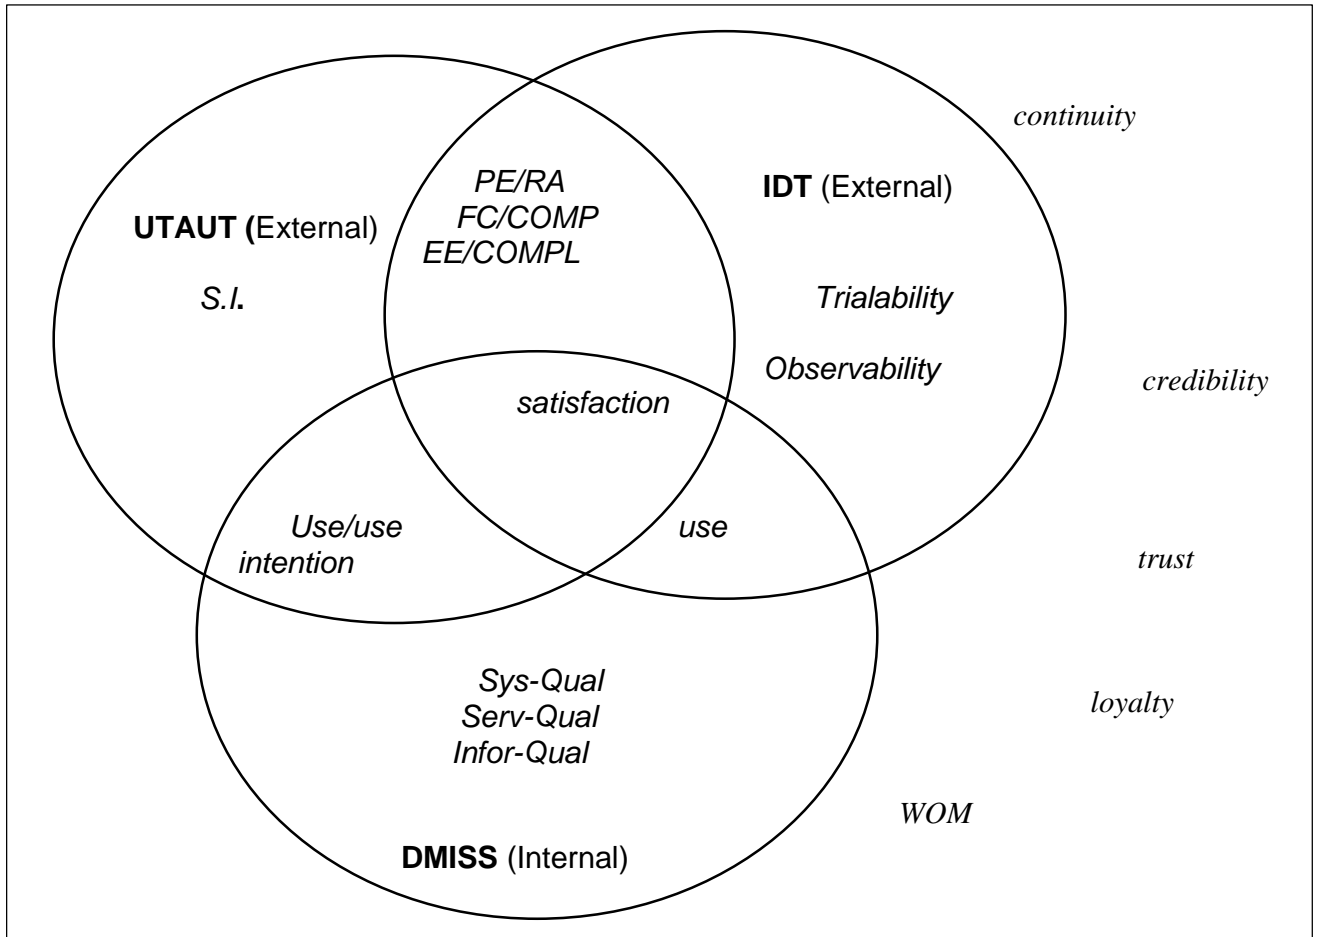 continuity
PE/RA
IDT (External)
FC/COMP
UTAUT (External)
EE/COMPL
S.I.
Trialability
Observability
credibility
satisfaction
Use/use
intention
use
trust
Sys-Qual
Serv-Qual
Infor-Qual
loyalty
WOM
DMISS (Internal)